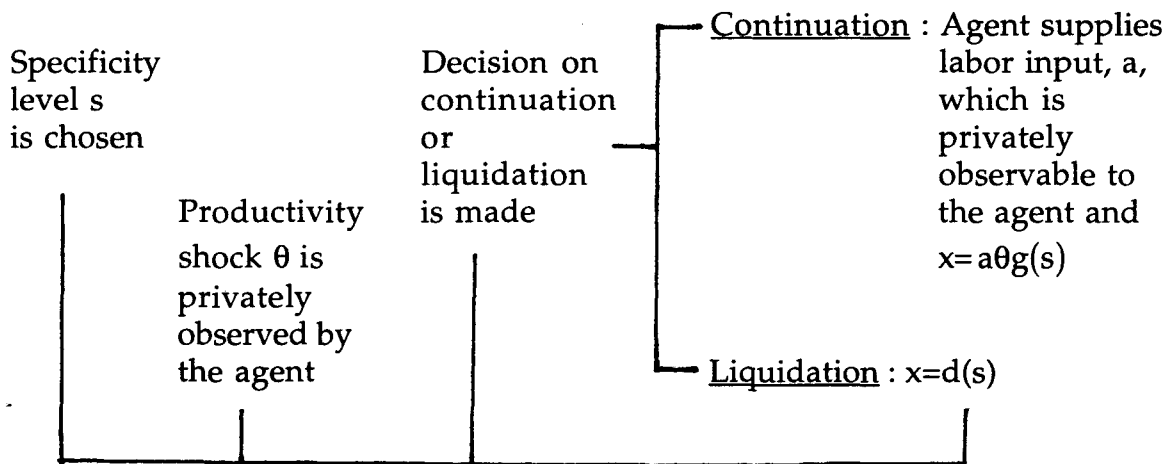 Specificity
level s
is chosen
Productivity
shock θ is
privately
observed by
the agent
Decision on
continuation
or
liquidation
is made
Continuation : Agent supplies
labor input, a,
which is
privately
observable to
the agent and
x=aθg(s)
Liquidation : x=d(s)